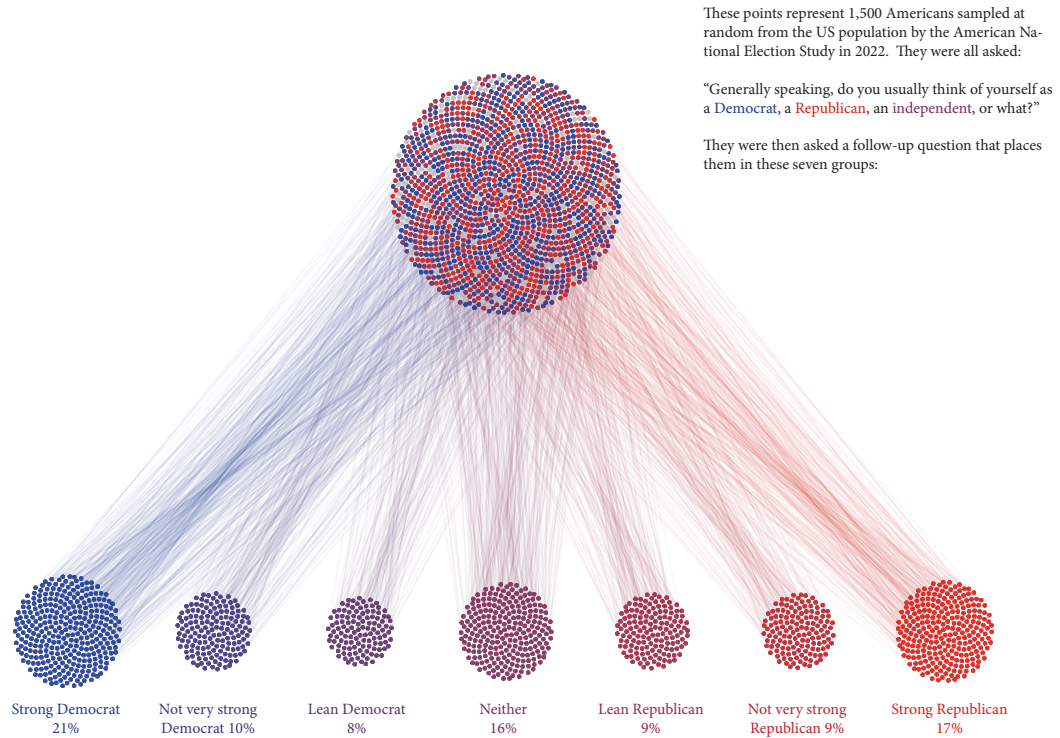 These points represent 1,500 Americans sampled at
random from the US population by the American Na-
tional Election Study in 2022.  They were all asked:
“Generally speaking, do you usually think of yourself as
a Democrat, a Republican, an independent, or what?”
They were then asked a follow-up question that places
them in these seven groups:
Strong Democrat
21%
Not very strong
Democrat 10%
Lean Democrat
8%
Neither
16%
Lean Republican
9%
Not very strong
Republican 9%
Strong Republican
17%